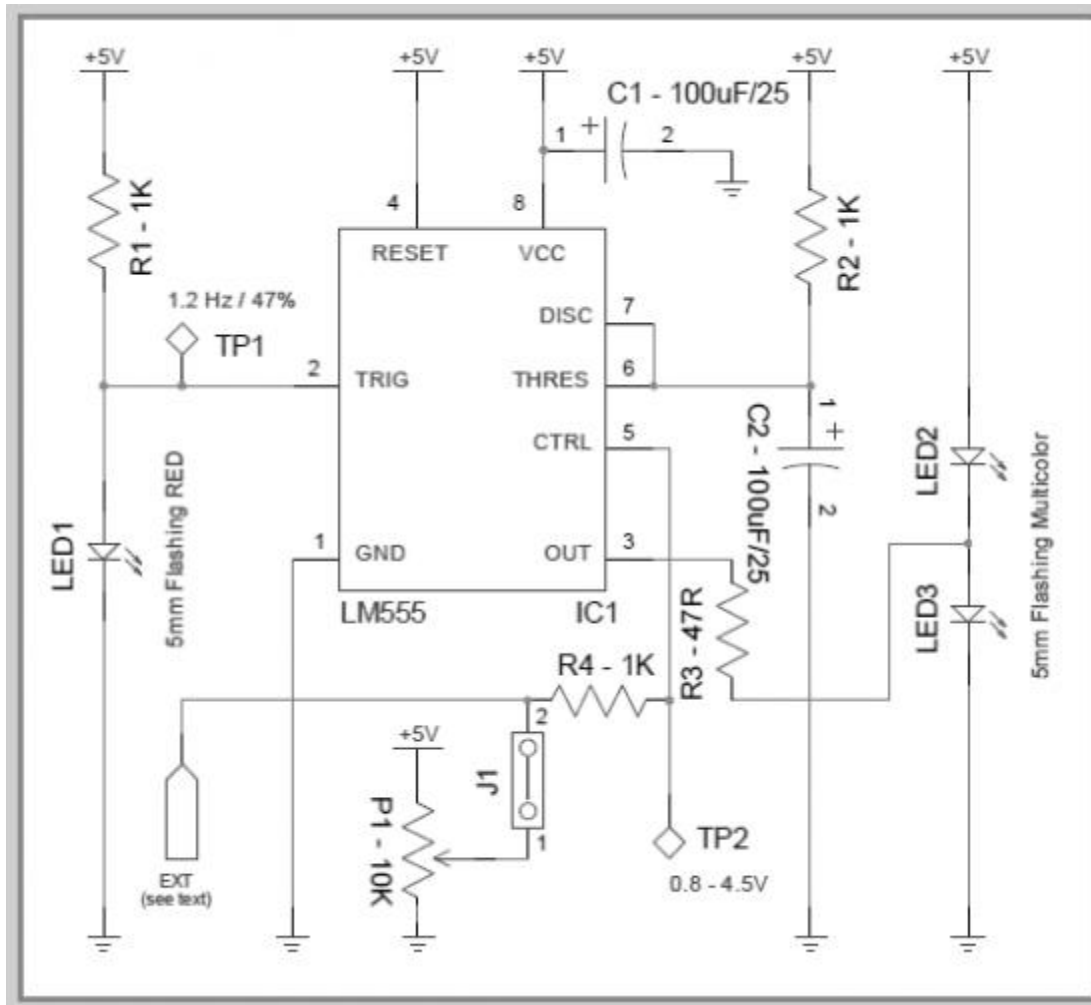 +5V
+5V
+5V
+5V
+5V
C1 - 100uF/25
1
+
2
R1 - 1K
4
8
R2 - 1K
RESET
VCC
1.2 Hz / 47%
TP1
DISC
7
2
TRIG
THRES
6
CTRL
5
C2 - 100uF/25
1
+
2
LED2
5mm Flashing RED
5mm Flashing Multicolor
LED1
1
GND
OUT
3
LED3
LM555
IC1
R3 - 47R
R4 - 1K
+5V
2
J1
1
P1 - 10K
TP2
0.8 - 4.5V
EXT
(see text)